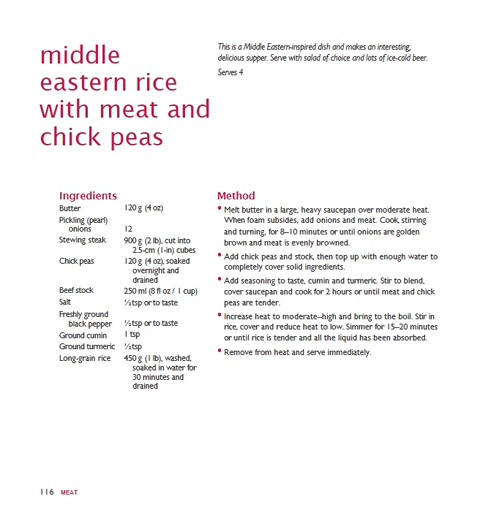 middle
eastern rice
with meat and
chick peas
This is a Middle Eastern-inspired dish and makes an interesting,
delicious supper. Serve with salad of choice and lots of ice-cold beer.
Serves 4
Ingredients
Butter 120 g (4 oz)
Pickling (pearl)
onions 12
Stewing steak 900 g (2 lb), cut into
2.5-cm (1-in) cubes
Chick peas 120 g (4 oz), soaked
overnight and
drained
Beef stock 250 ml (8 fl oz / 1 cup)
Salt ½ tsp or to taste
Freshly ground
black pepper ½ tsp or to taste
Ground cumin 1 tsp
Ground turmeric ½ tsp
Long-grain rice 450 g (1 lb), washed,
soaked in water for
30 minutes and
drained
Method
• Melt butter in a large, heavy saucepan over moderate heat.
When foam subsides, add onions and meat. Cook, stirring
and turning, for 8–10 minutes or until onions are golden
brown and meat is evenly browned.
• Add chick peas and stock, then top up with enough water to
completely cover solid ingredients.
• Add seasoning to taste, cumin and turmeric. Stir to blend,
cover saucepan and cook for 2 hours or until meat and chick
peas are tender.
• Increase heat to moderate–high and bring to the boil. Stir in
rice, cover and reduce heat to low. Simmer for 15–20 minutes
or until rice is tender and all the liquid has been absorbed.
• Remove from heat and serve immediately.
116 MEAT